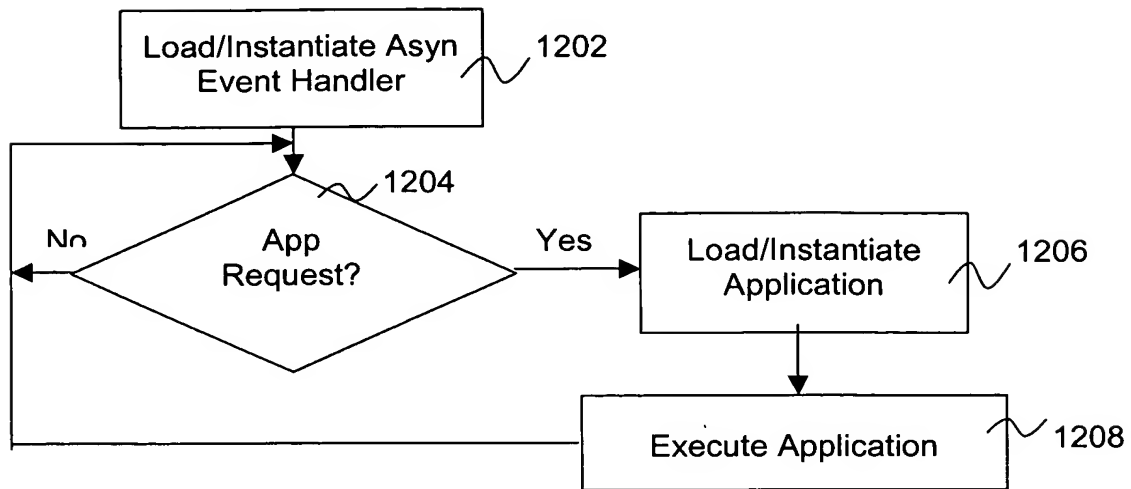 Load/Instantiate Asyn
Event Handler
1202
1204
App
Request?
No
Yes
Load/Instantiate
Application
1206
Execute Application
1208